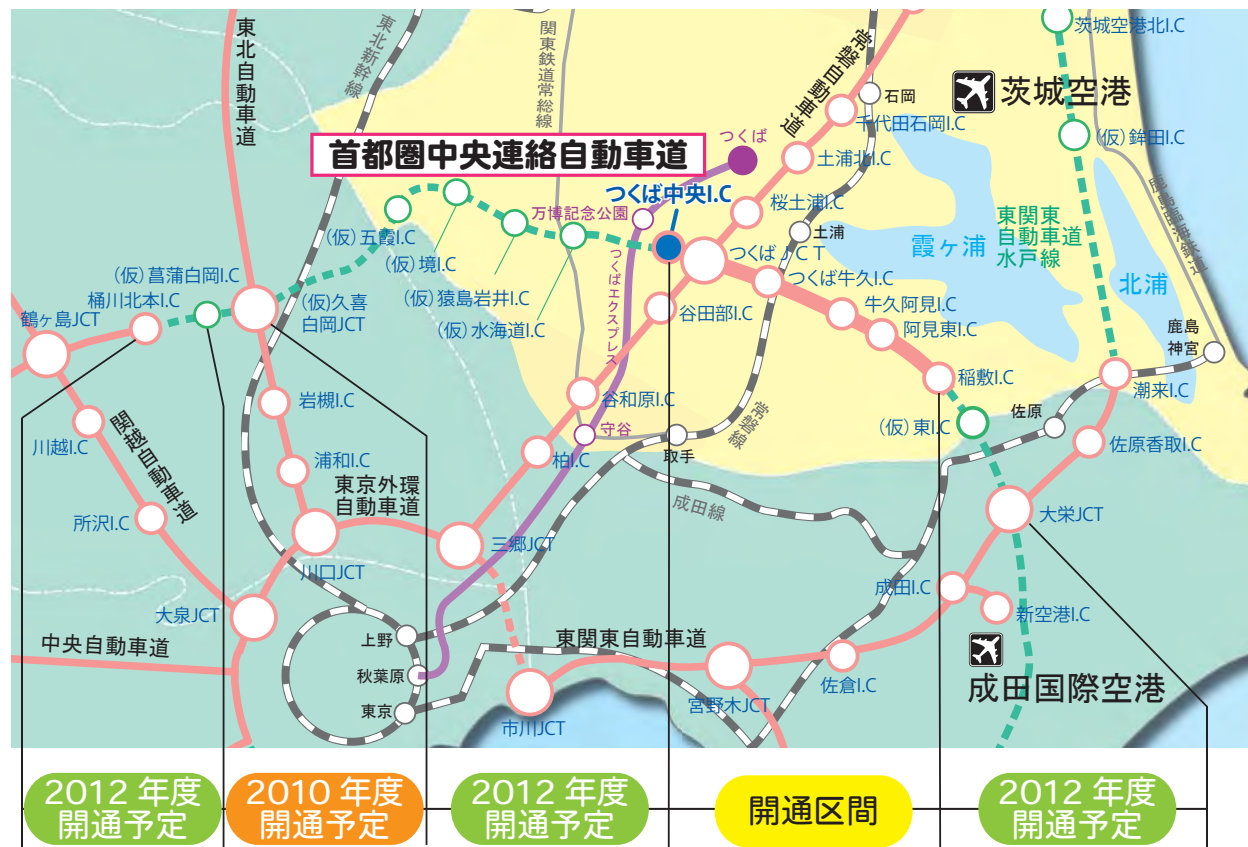 東北自動車道
東北新幹線
関東鉄道常総線
常磐自動車道
石岡
茨城空港北I.C
茨城空港
千代田石岡I.C
(仮)鉾田I.C
首都圏中央連絡自動車道
つくば
土浦北I.C
つくば中央I.C
万博記念公園
桜土浦I.C
土浦
霞ヶ浦
東関東
自動車道
水戸線
北浦
(仮)五霞I.C
(仮)境I.C
(仮)猿島岩井I.C
(仮)水海道I.C
つくばエクスプレス
つくばJCT
つくば牛久I.C
牛久阿見I.C
阿見東I.C
稲敷I.C
鹿島
神宮
(仮)菖蒲白岡I.C
桶川北本I.C
(仮)久喜
白岡JCT
谷田部I.C
鶴ヶ島JCT
岩槻I.C
谷和原I.C
潮来I.C
川越I.C
関越自動車道
守谷
取手
常磐線
(仮)東I.C
佐原
佐原香取I.C
浦和I.C
柏I.C
東京外環
自動車道
成田線
所沢I.C
川口JCT
三郷JCT
大栄JCT
成田I.C
新空港I.C
大泉JCT
中央自動車道
上野
秋葉原
東京
東関東自動車道
市川JCT
宮野木JCT
佐倉I.C
成田国際空港
2012 年度
開通予定
2010 年度
開通予定
2012 年度
開通予定
開通区間
2012 年度
開通予定